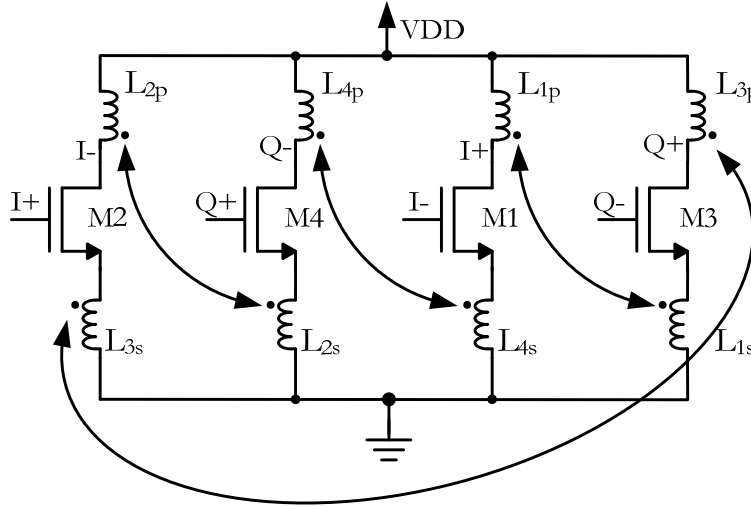 VDD
L2p
L4p
L1p
L3p
I-
Q-
I+
Q+
I+
M2
Q+
M4
I-
M1
Q-
M3
L3s
L2s
L4s
L1s